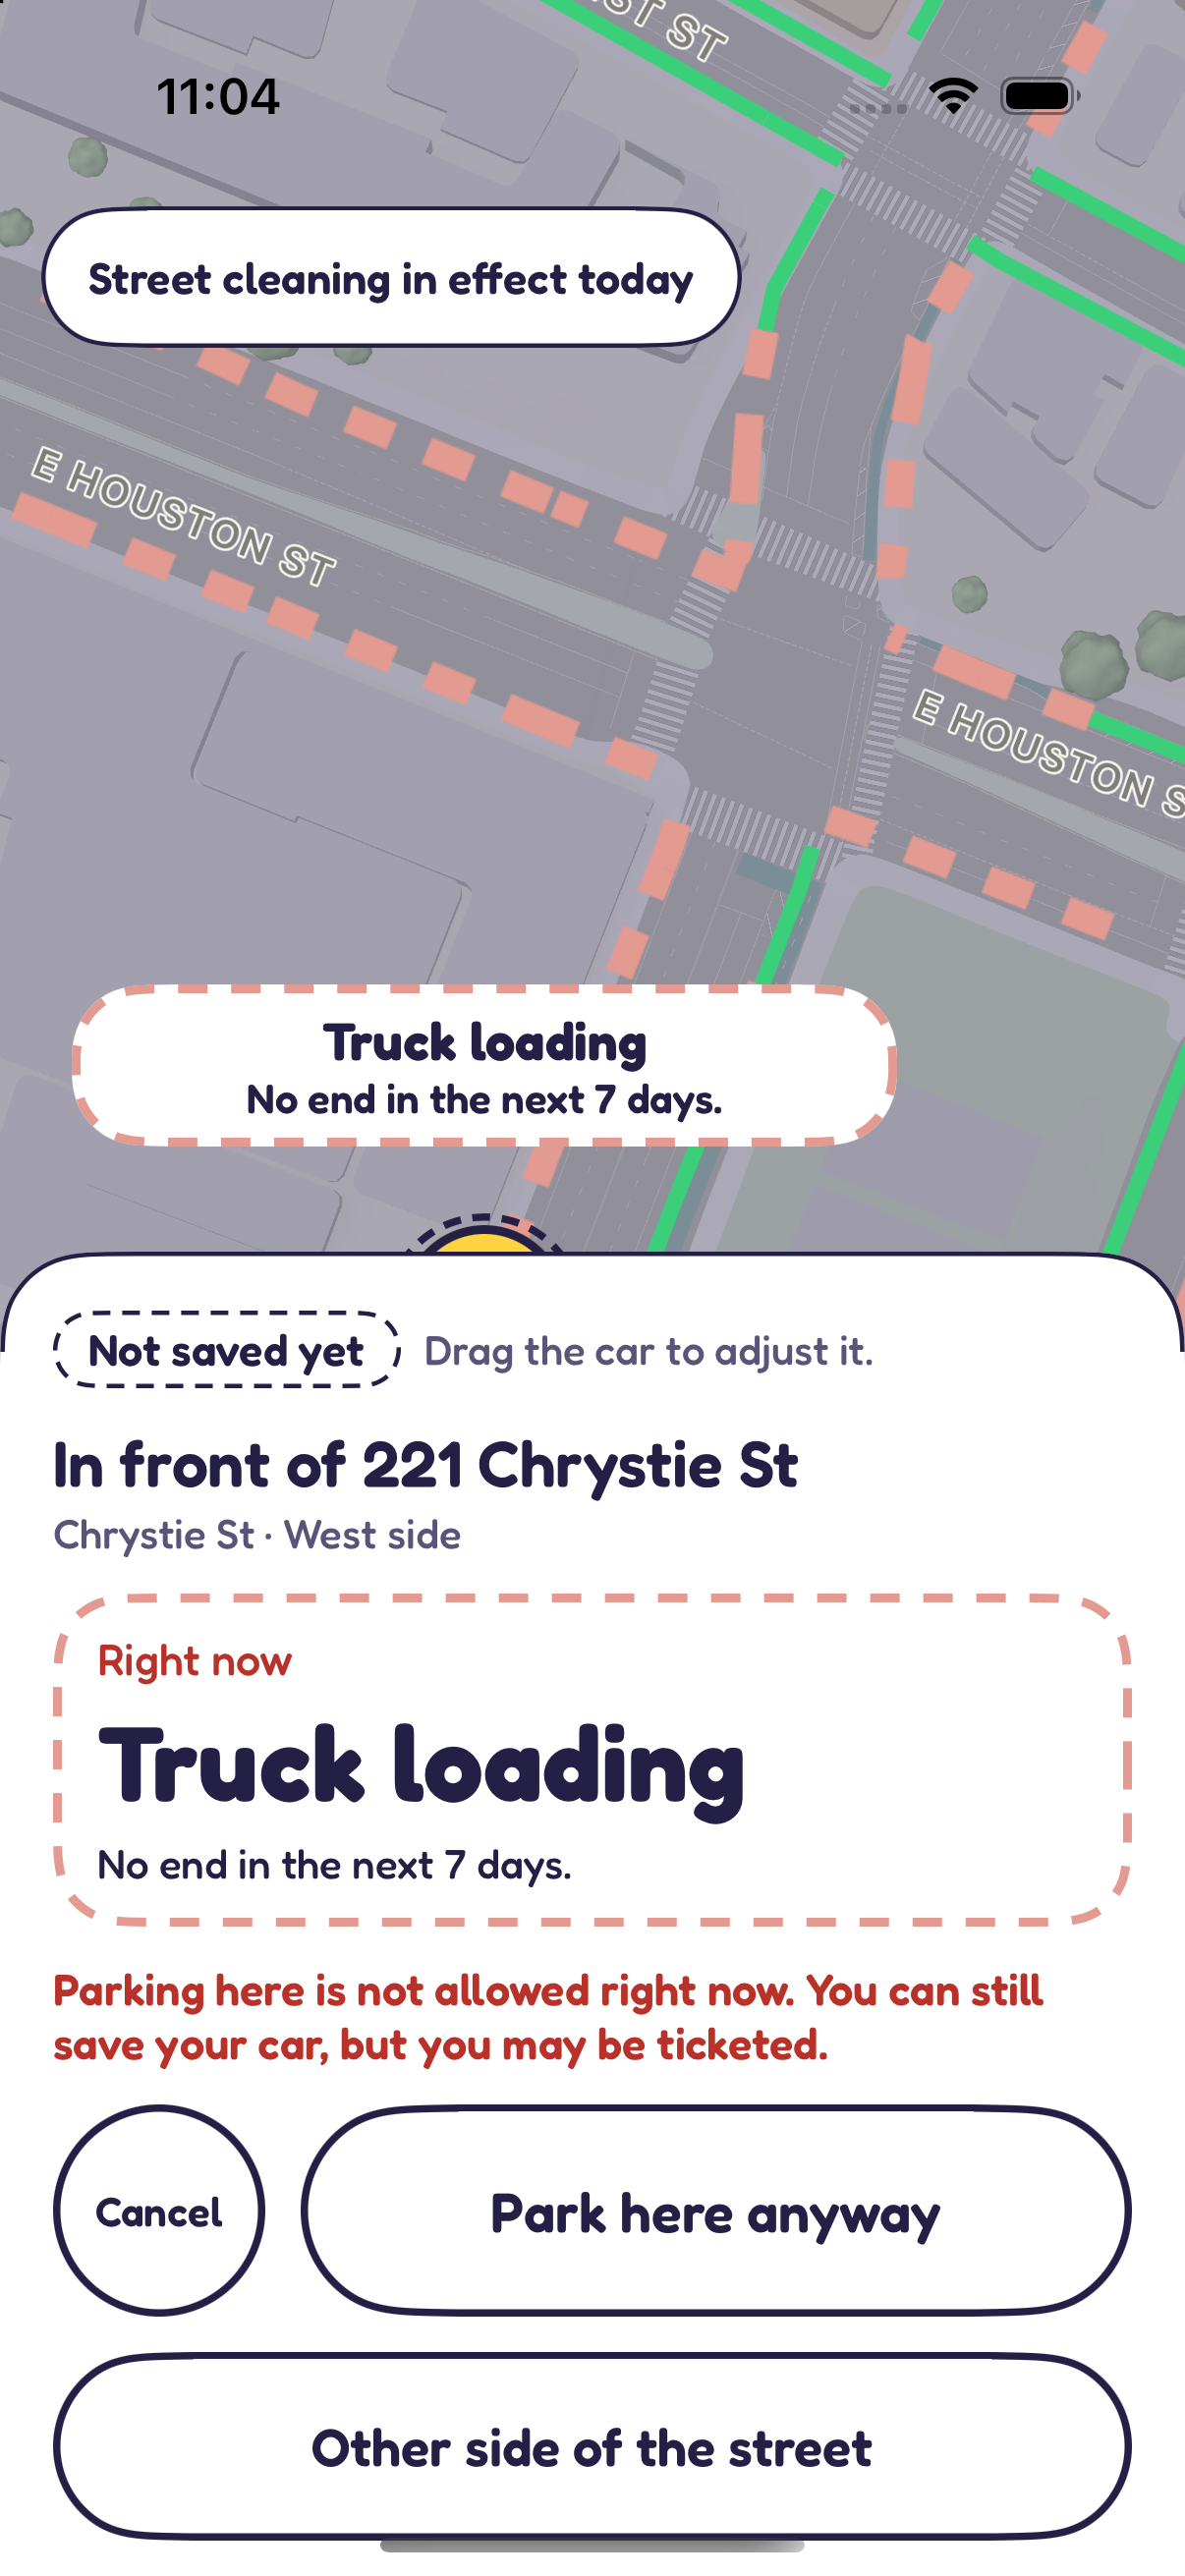 ST ST
11:04
Street cleaning in effect today
E HOUSTON ST
E HOUSTON S
Truck loading
No end in the next 7 days.
Not saved yet
Drag the car to adjust it.
In front of 221 Chrystie St
Chrystie St · West side
Right now
Truck loading
No end in the next 7 days.
Parking here is not allowed right now. You can still
save your car, but you may be ticketed.
Cancel
Park here anyway
Other side of the street